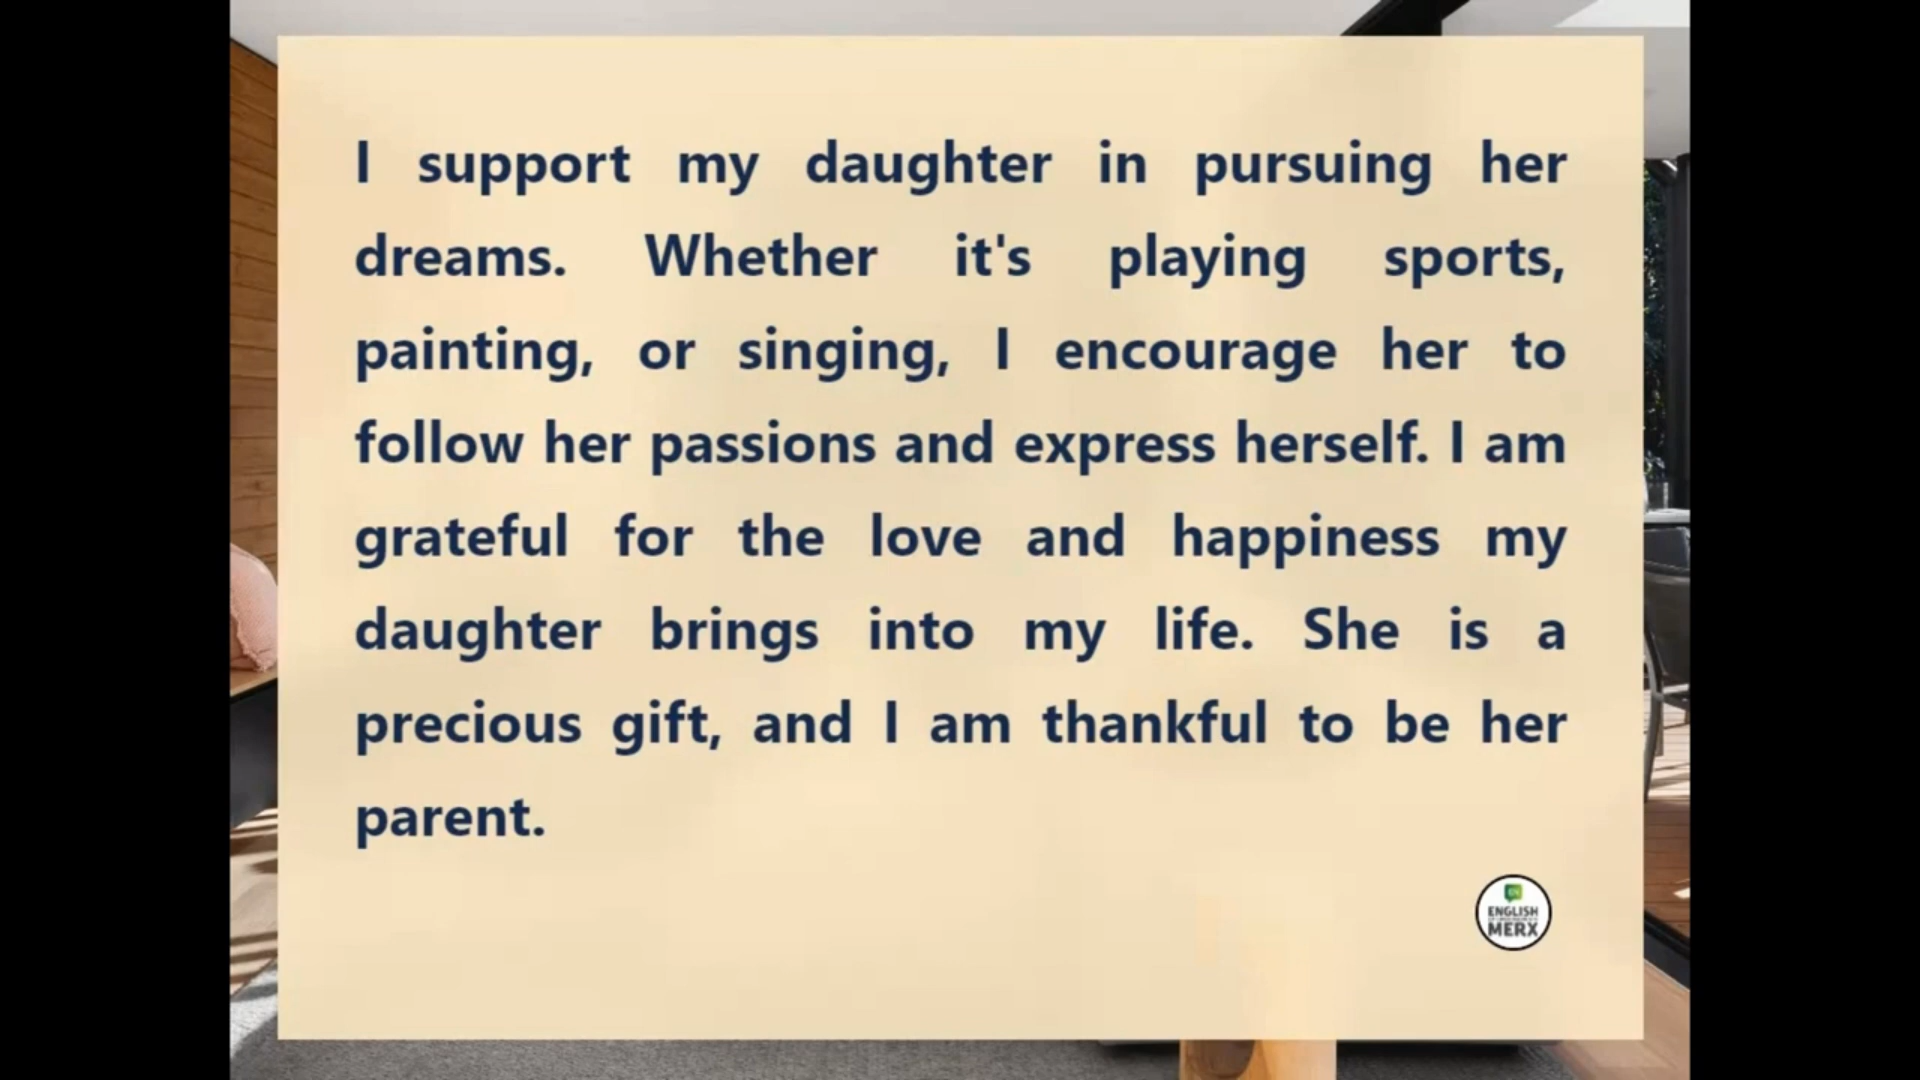 I support my daughter in pursuing her
dreams. Whether it's playing sports,
painting, or singing, I encourage her to
follow her passions and express herself. I am
grateful for the love and happiness my
daughter brings into my life. She is a
precious gift, and I am thankful to be her
parent.
ENGLISH
MERX